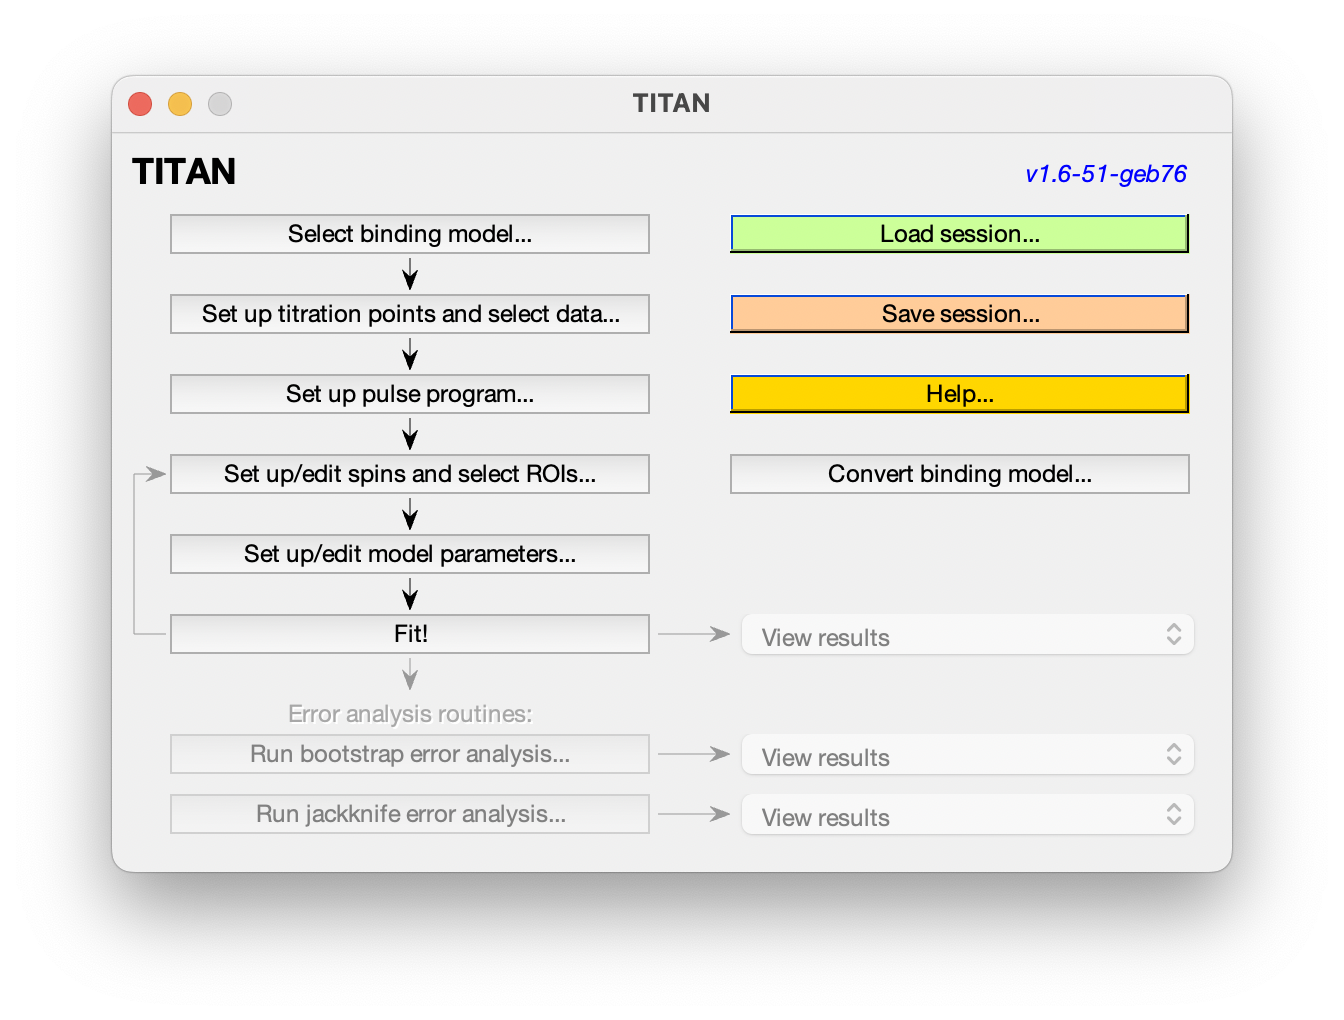 TITAN
TITAN
v1.6-51-geb76
Select binding model...
Load session...
Set up titration points and select data...
Save session...
Set up pulse program...
Help...
Set up/edit spins and select ROIs...
Convert binding model...
Set up/edit model parameters...
Fit!
View results
Error analysis routines:
Run bootstrap error analysis...
View results
Run jackknife error analysis...
View results